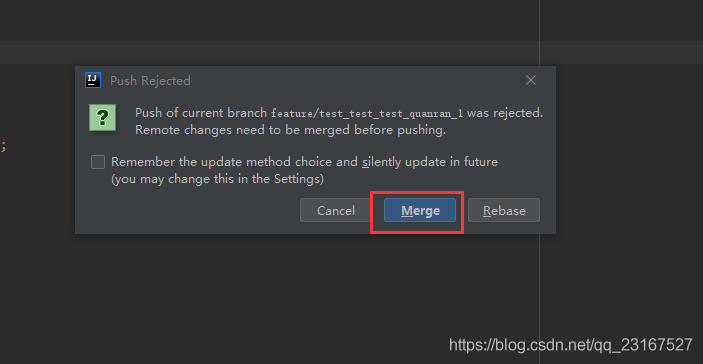 IJ
Push Rejected
?
Push of current branch feature/test_test_test_quanran_1 was rejected.
Remote changes need to be merged before pushing.
;
Remember the update method choice and silently update in future
(you may change this in the Settings)
Cancel
Merge
Rebase
https://blog.csdn.net/qq_23167527